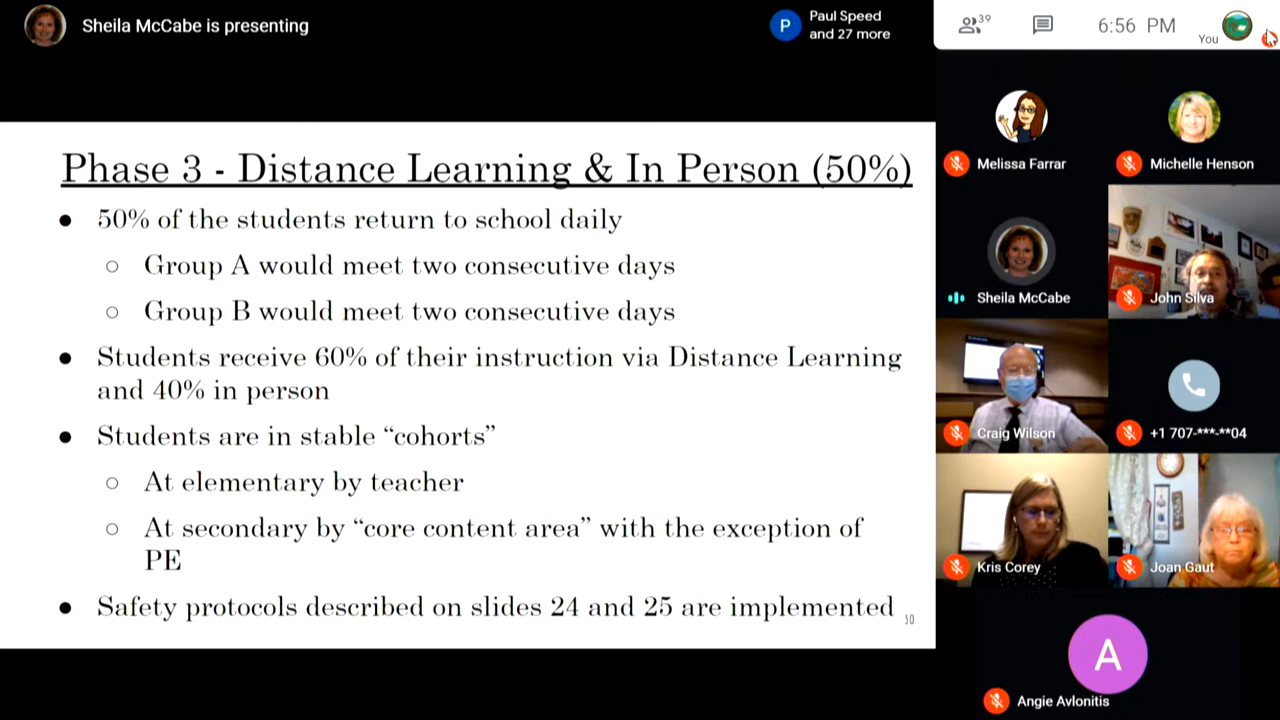 Sheila McCabe is presenting
P
Paul Speed
and 27 more
39
6:56 PM
You
Phase 3 - Distance Learning & In Person (50%)
● 50% of the students return to school daily
○ Group A would meet two consecutive days
○ Group B would meet two consecutive days
● Students receive 60% of their instruction via Distance Learning
and 40% in person
● Students are in stable “cohorts”
○ At elementary by teacher
○ At secondary by “core content area” with the exception of
PE
● Safety protocols described on slides 24 and 25 are implemented
30
Melissa Farrar
Michelle Henson
Sheila McCabe
John Silva
Craig Wilson
+1 707-***-**04
Kris Corey
Joan Gaut
A
Angie Avlonitis